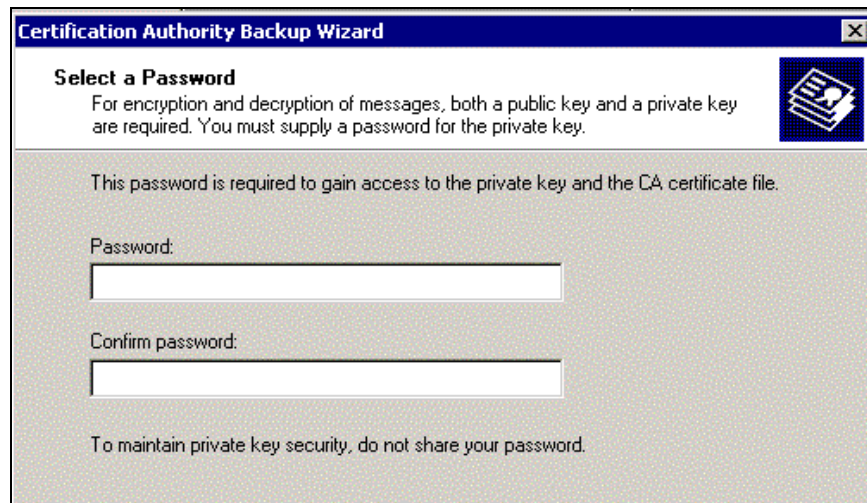 Certification Authority Backup Wizard
Select a Password
For encryption and decryption of messages, both a public key and a private key
are required. You must supply a password for the private key.
This password is required to gain access to the private key and the CA certificate file.
Password:
Confirm password:
To maintain private key security, do not share your password.